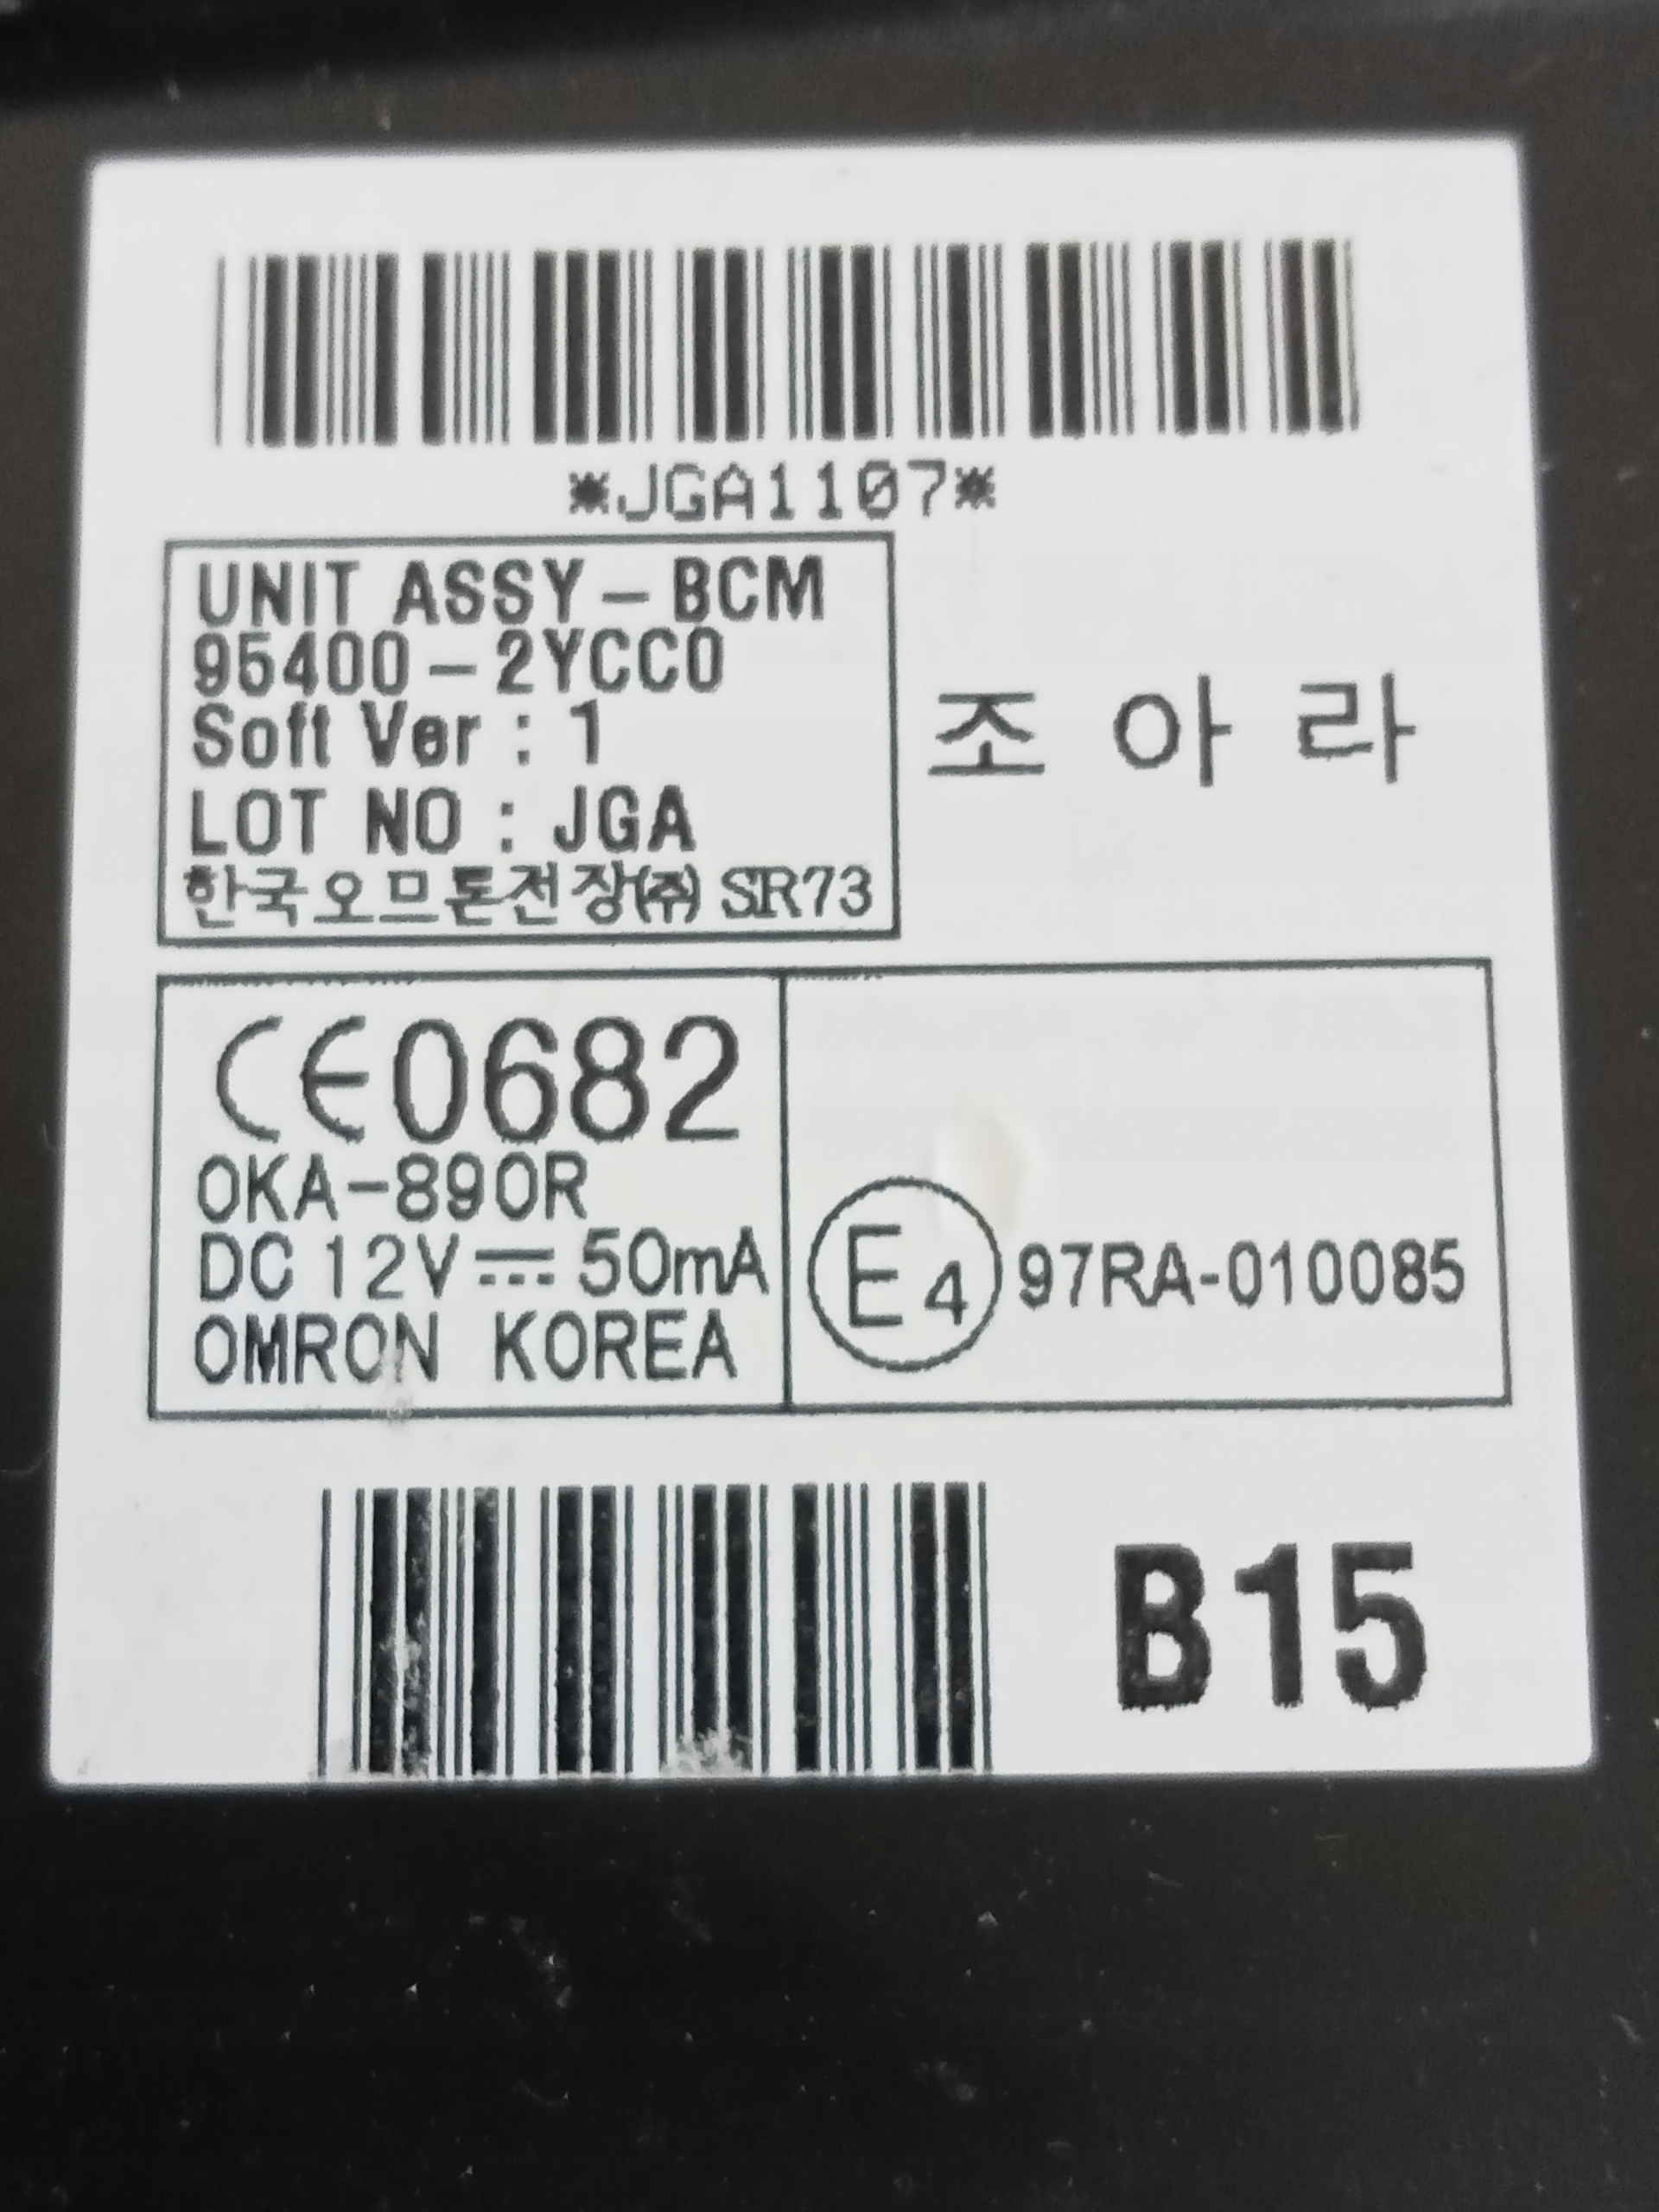 *JGA1107*
UNIT ASSY-BCM
95400-2YCC0
Soft Ver : 1
LOT NO : JGA
한국오므론전장(주) SR73
조 아 라
CE0682
OKA-890R
DC 12V⎓50mA
OMRON KOREA
E4 97RA-010085
B15